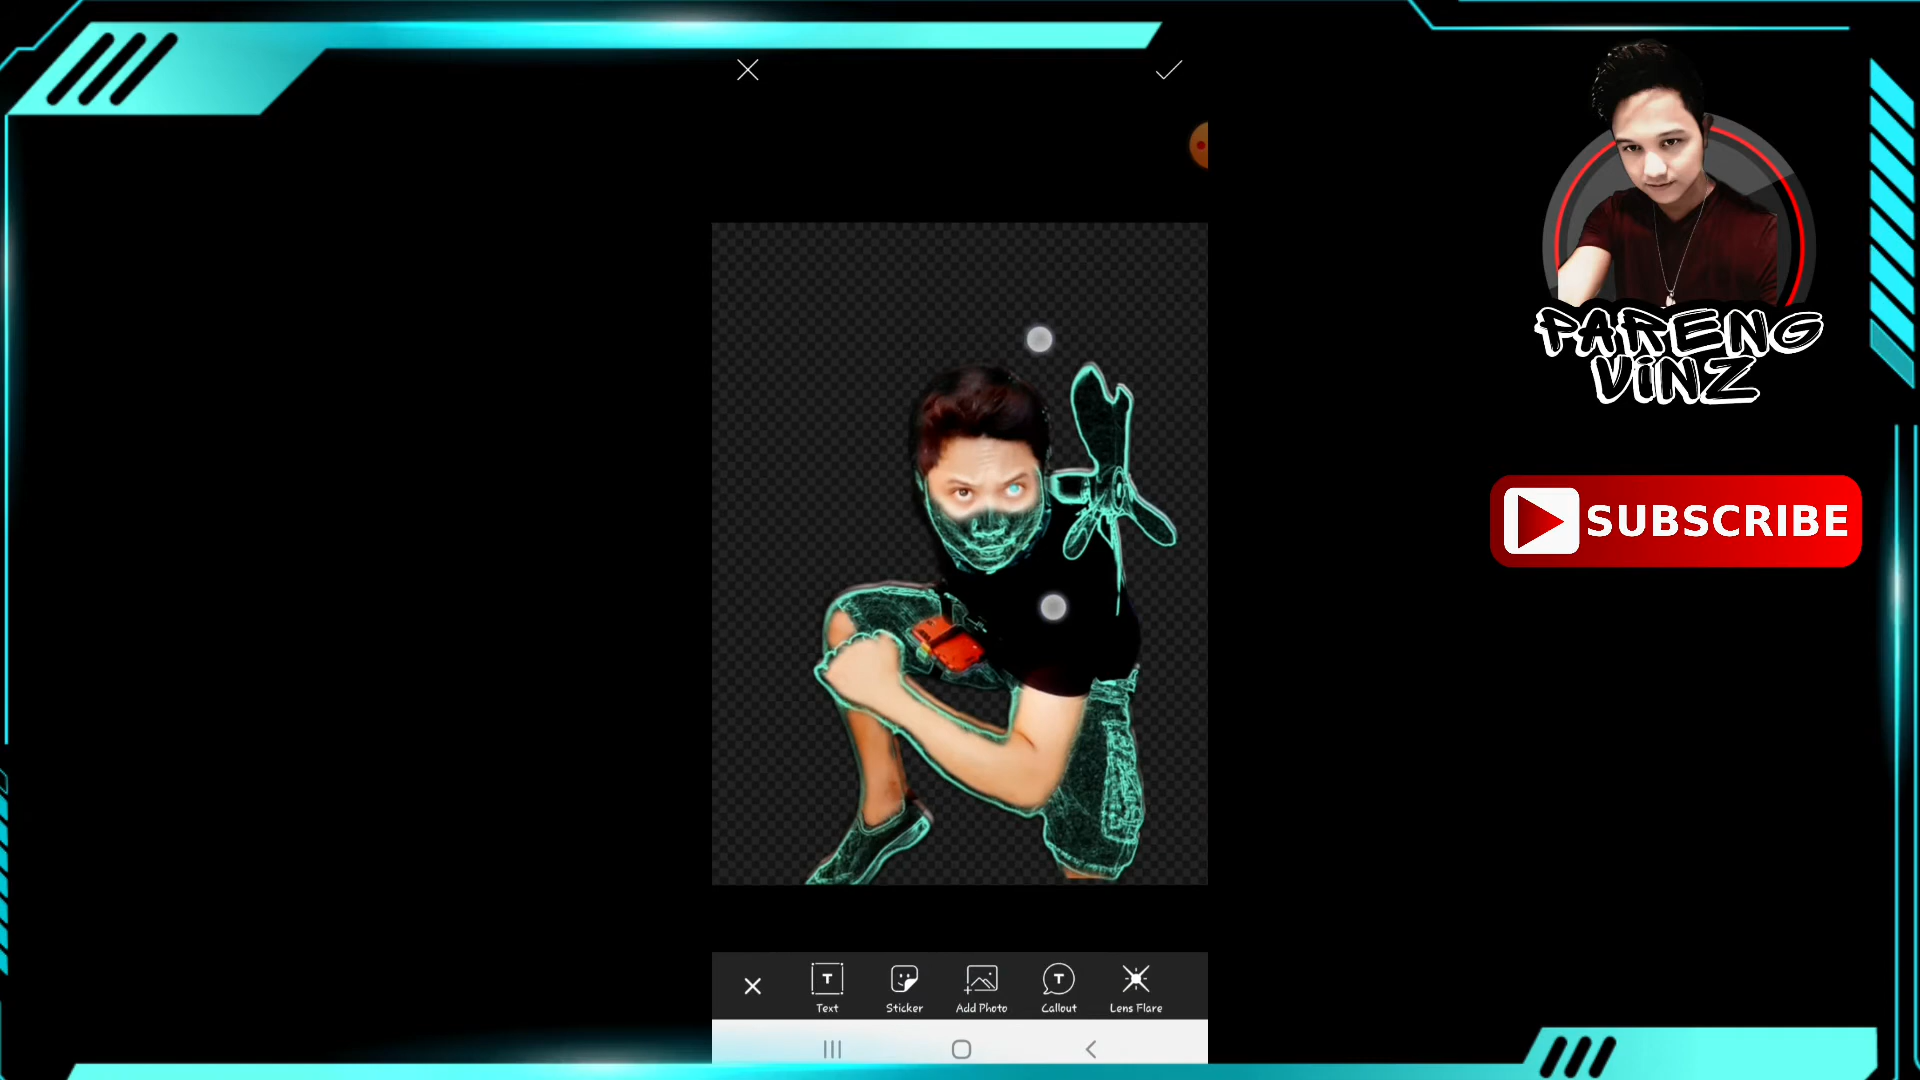 PARENG
ViNZ
SUBSCRIBE
T
T
Text
Sticker
Add Photo
Callout
Lens Flare